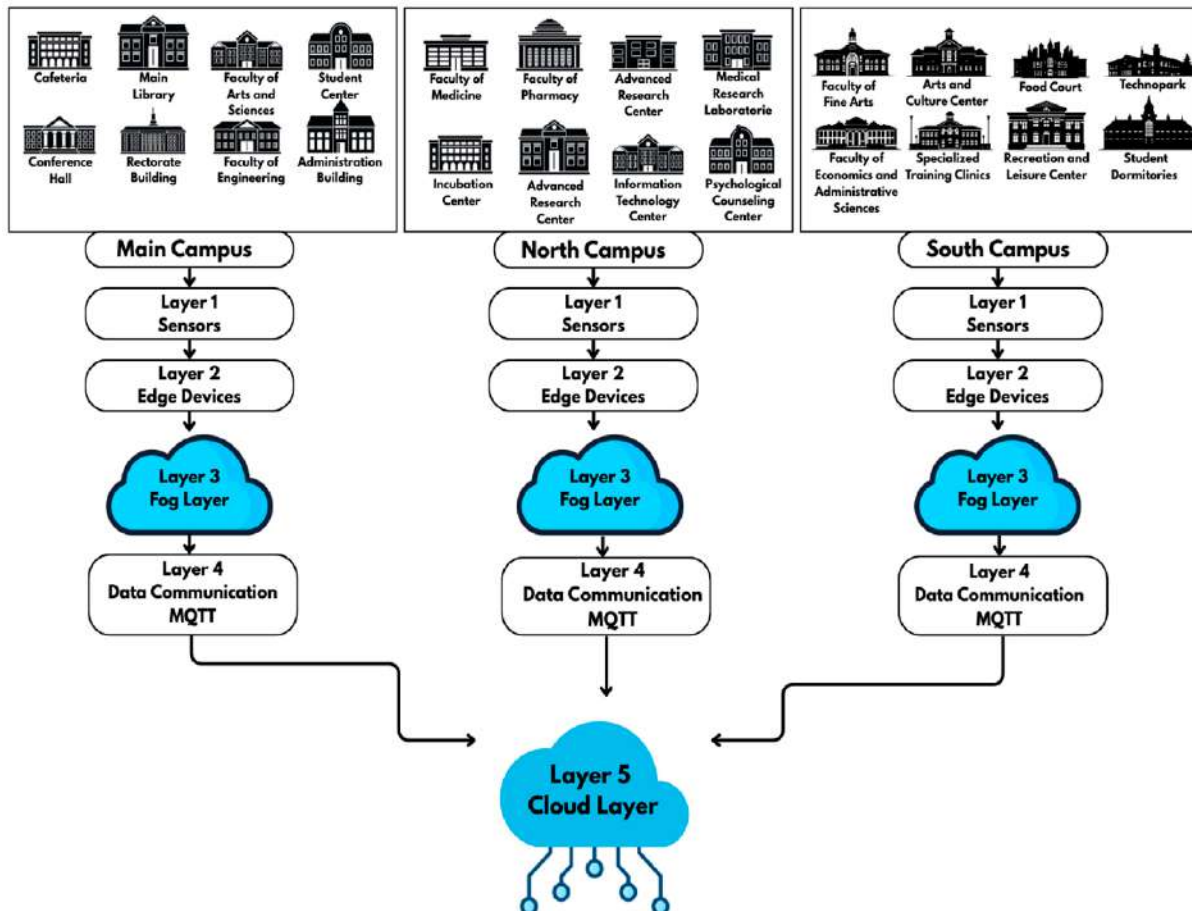 Cafeteria
Main
Library
Faculty of
Arts and
Sciences
Student
Center
Conference
Hall
Rectorate
Building
Faculty of
Engineering
Administration
Building
Faculty of
Medicine
Faculty of
Pharmacy
Advanced
Research
Center
Medical
Research
Laboratorie
Incubation
Center
Advanced
Research
Center
Information
Technology
Center
Psychological
Counseling
Center
Faculty of
Fine Arts
Arts and
Culture Center
Food Court
Technopark
Faculty of
Economics and
Administrative
Sciences
Specialized
Training Clinics
Recreation and
Leisure Center
Student
Dormitories
Main Campus
North Campus
South Campus
Layer 1
Sensors
Layer 1
Sensors
Layer 1
Sensors
Layer 2
Edge Devices
Layer 2
Edge Devices
Layer 2
Edge Devices
Layer 3
Fog Layer
Layer 3
Fog Layer
Layer 3
Fog Layer
Layer 4
Data Communication
MQTT
Layer 4
Data Communication
MQTT
Layer 4
Data Communication
MQTT
Layer 5
Cloud Layer